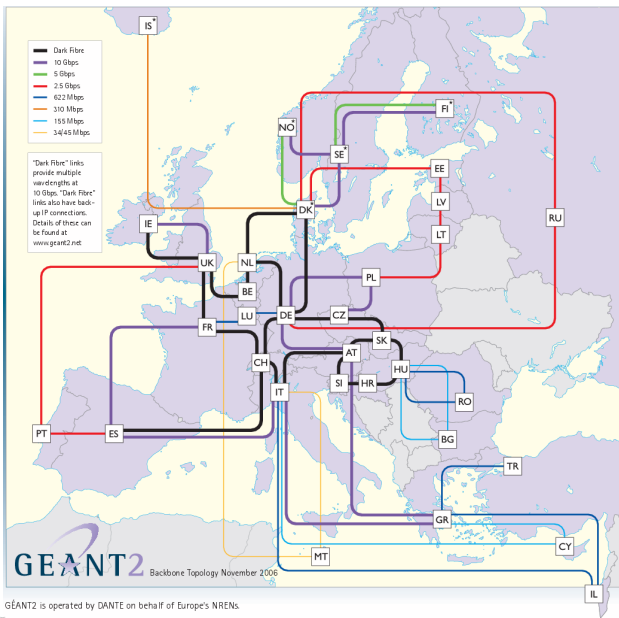 IS*
Dark Fibre
10 Gbps
5 Gbps
2.5 Gbps
622 Mbps
310 Mbps
155 Mbps
34/45 Mbps
"Dark Fibre" links
provide multiple
wavelengths at
10 Gbps. "Dark Fibre"
links also have back-
up IP connections.
Details of these can
be found at
www.geant2.net
FI*
NO*
SE*
EE
LV
DK*
RU
IE
LT
UK
NL
PL
BE
LU
DE
CZ
FR
SK
AT
CH
HU
SI
HR
IT
RO
PT
ES
BG
TR
GR
CY
MT
IL
GEANT2
Backbone Topology November 2006
GÉANT2 is operated by DANTE on behalf of Europe's NRENs.